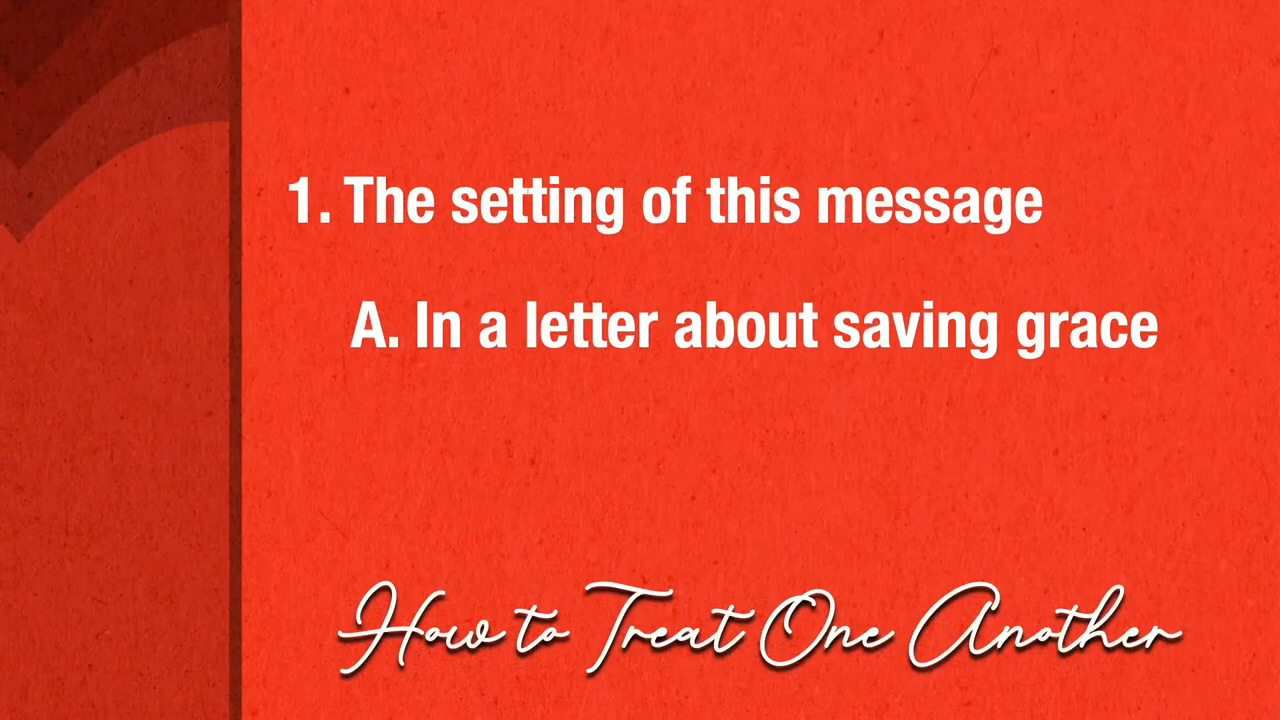 1. The setting of this message
A. In a letter about saving grace
How to Treat One Another